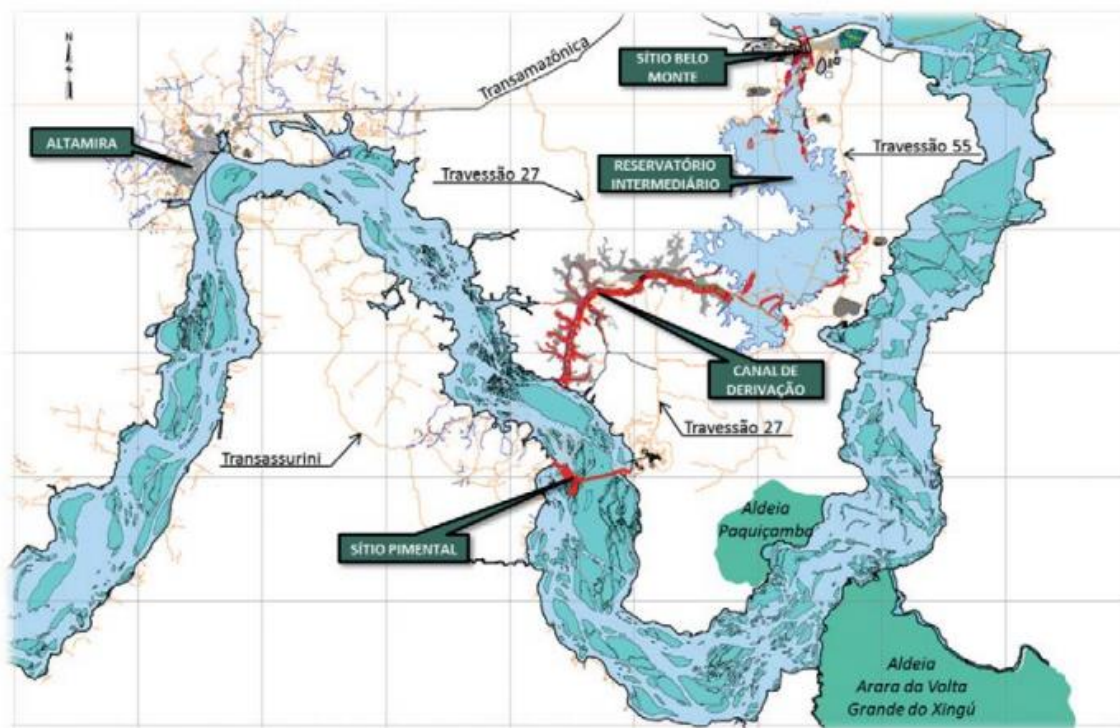 N
SÍTIO BELO
MONTE
Transamazônica
ALTAMIRA
Travessão 55
RESERVATÓRIO
INTERMEDIÁRIO
Travessão 27
CANAL DE
DERIVAÇÃO
Travessão 27
Transassurini
SÍTIO PIMENTAL
Aldeia
Paquiçamba
Aldeia
Arara da Volta
Grande do Xingú